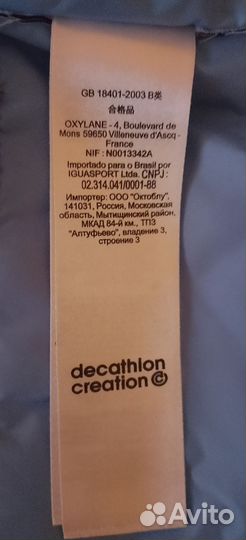 GB 18401-2003 B类
合格品
OXYLANE - 4, Boulevard de
Mons 59650 Villeneuve d'Ascq -
France
NIF : N0013342A
Importado para o Brasil por
IGUASPORT Ltda. CNPJ :
02.314.041/0001-88
Импортер: ООО "Октоблу",
141031, Россия, Московская
область, Мытищинский район,
МКАД 84-й км., ТПЗ
"Алтуфьево", владение 3,
строение 3
decathlon
creation ©
Avito